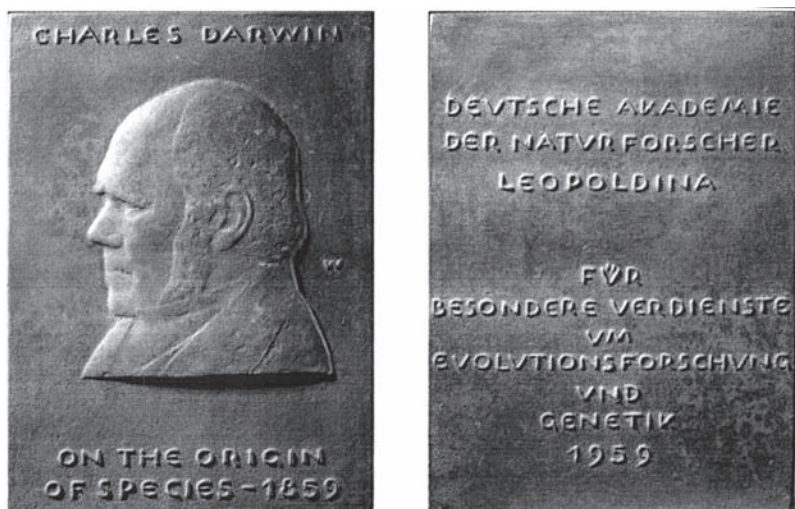 CHARLES DARWIN
W
ON THE ORIGIN
OF SPECIES–1859
DEVTSCHE AKADEMIE
DER NATVRFORSCHER
LEOPOLDINA
FV̈R
BESONDERE VERDIENSTE
VM
EVOLVTIONSFORSCHVNG
VND
GENETIK
1959